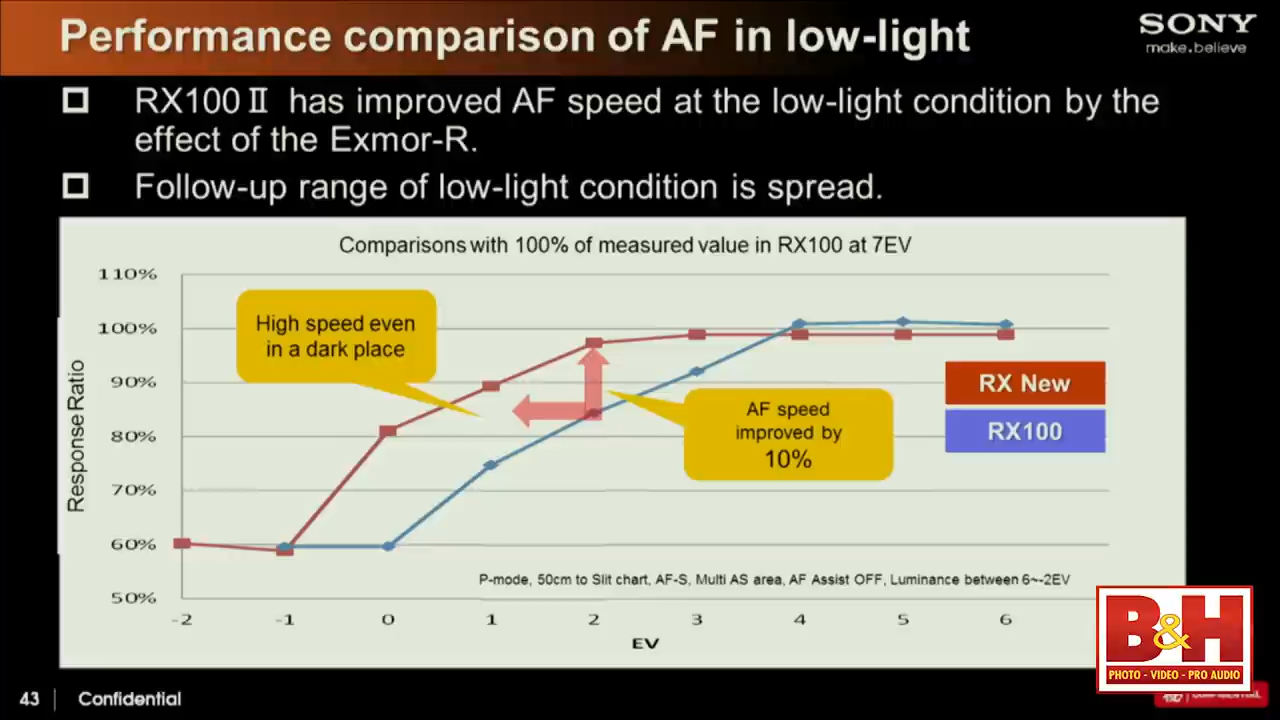 Performance comparison of AF in low-light
SONY
make.believe
RX100Ⅱ has improved AF speed at the low-light condition by the
effect of the Exmor-R.
Follow-up range of low-light condition is spread.
Comparisons with 100% of measured value in RX100 at 7EV
110%
100%
90%
80%
70%
60%
50%
Response Ratio
High speed even
in a dark place
AF speed
improved by
10%
RX New
RX100
P-mode, 50cm to Slit chart, AF-S, Multi AS area, AF Assist OFF, Luminance between 6~-2EV
-2 -1 0 1 2 3 4 5 6
EV
B&H
PHOTO - VIDEO - PRO AUDIO
43
Confidential